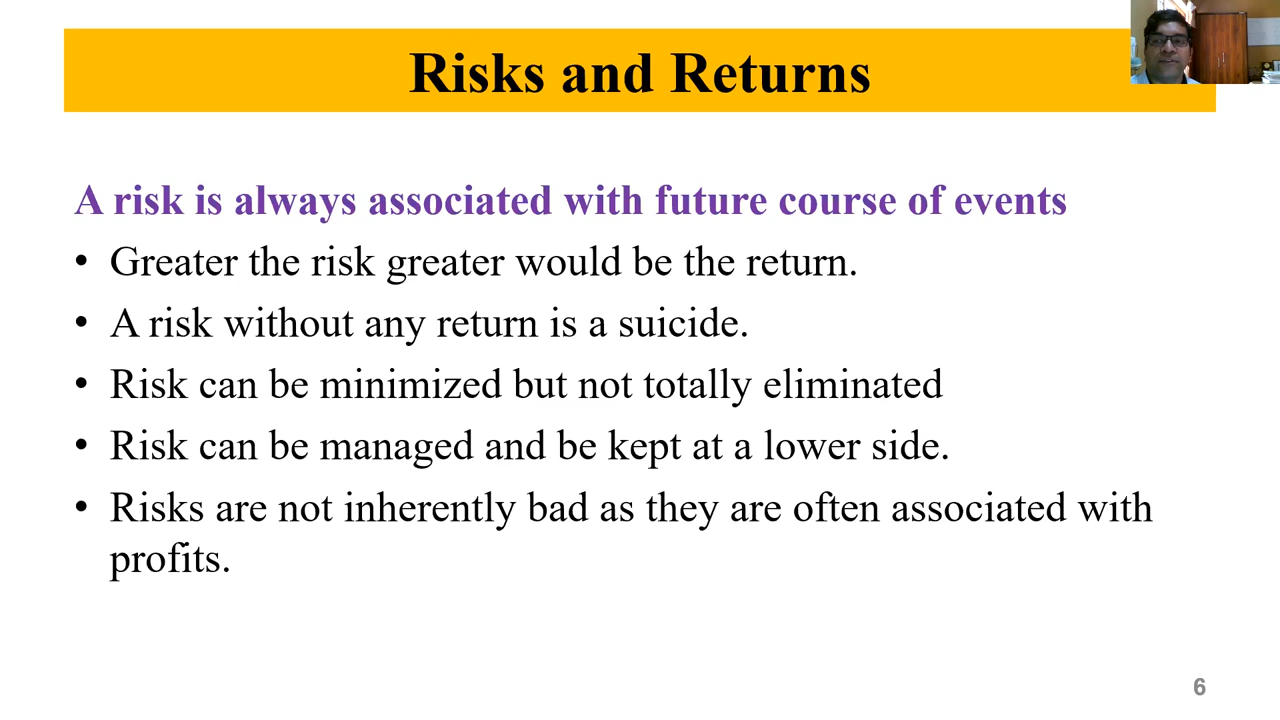 Risks and Returns
A risk is always associated with future course of events
• Greater the risk greater would be the return.
• A risk without any return is a suicide.
• Risk can be minimized but not totally eliminated
• Risk can be managed and be kept at a lower side.
• Risks are not inherently bad as they are often associated with
profits.
6